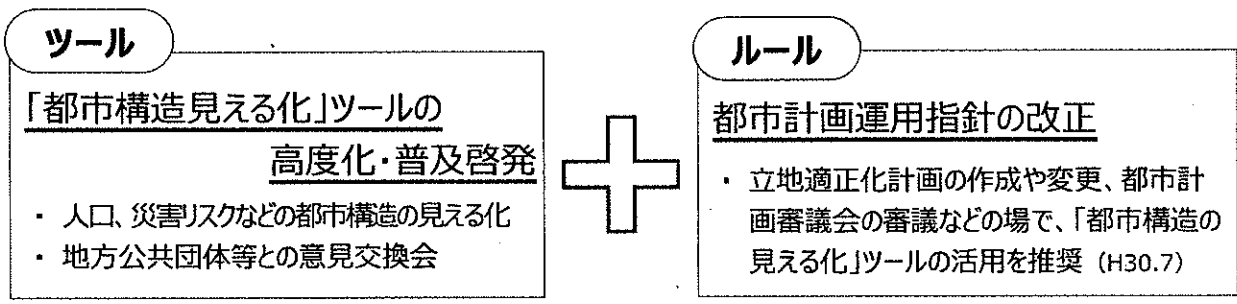 ツール
「都市構造見える化」ツールの
高度化・普及啓発
・ 人口、災害リスクなどの都市構造の見える化
・ 地方公共団体等との意見交換会
ルール
都市計画運用指針の改正
・ 立地適正化計画の作成や変更、都市計
画審議会の審議などの場で、「都市構造の
見える化」ツールの活用を推奨（H30.7）